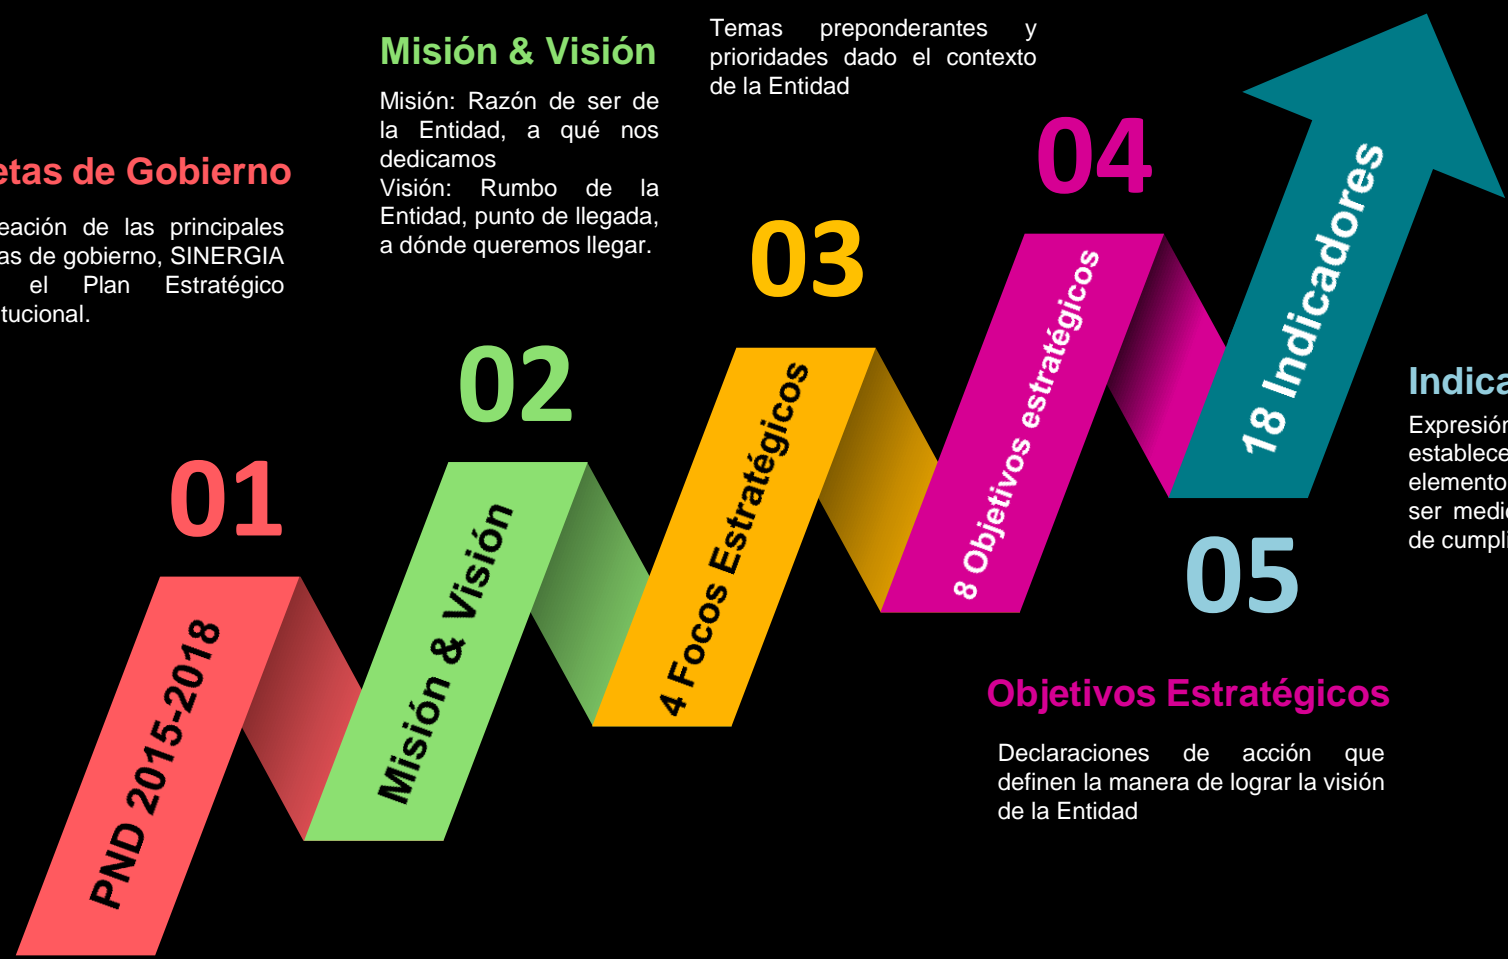 etas de Gobierno
eación de las principales
as de gobierno, SINERGIA
el Plan Estratégico
tucional.
01
PND 2015-2018
Misión & Visión
Misión: Razón de ser de
la Entidad, a qué nos
dedicamos
Visión: Rumbo de la
Entidad, punto de llegada,
a dónde queremos llegar.
02
Misión & Visión
Temas preponderantes y
prioridades dado el contexto
de la Entidad
03
4 Focos Estratégicos
04
8 Objetivos estratégicos
Objetivos Estratégicos
Declaraciones de acción que
definen la manera de lograr la visión
de la Entidad
18 Indicadores
05
Indica
Expresión
establece
elemento
ser medi
de cumpli